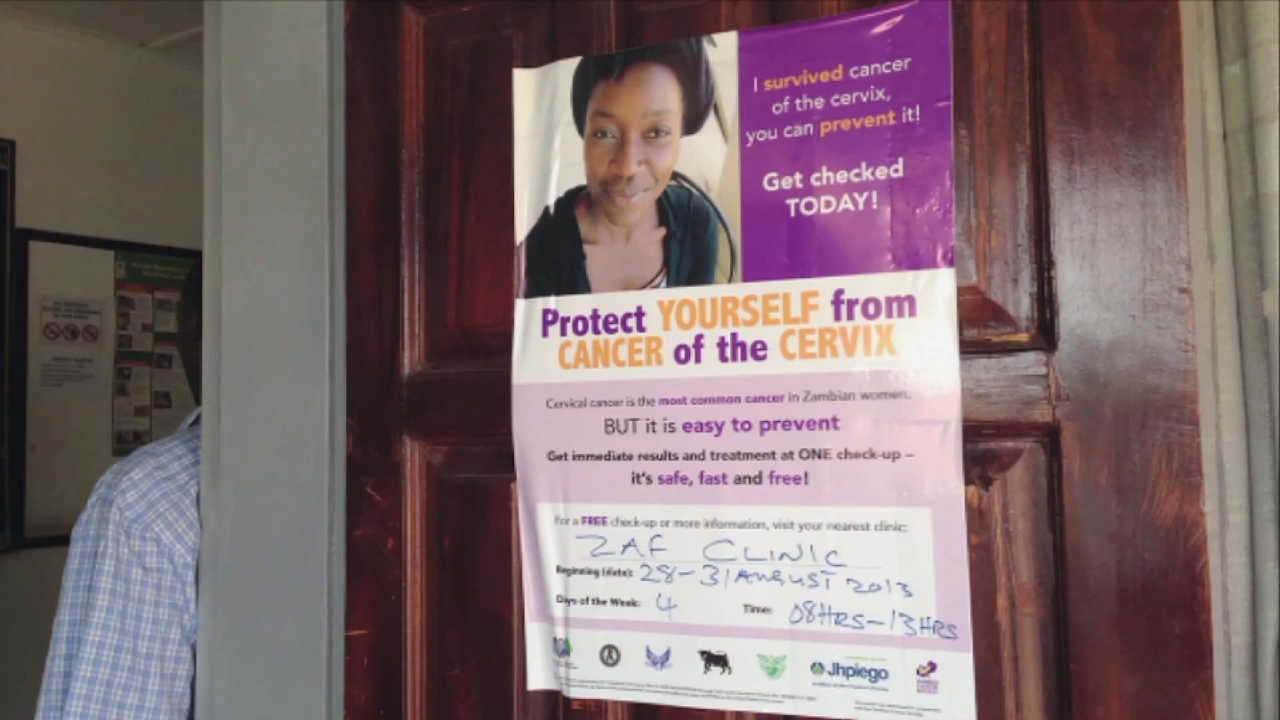 I survived cancer
of the cervix,
you can prevent it!
Get checked
TODAY!
Protect YOURSELF from
CANCER of the CERVIX
Cervical cancer is the most common cancer in Zambian women.
BUT it is easy to prevent
Get immediate results and treatment at ONE check-up –
it's safe, fast and free!
For a FREE check-up or more information, visit your nearest clinic:
ZAF CLINIC
Beginning (date): 28-31 AUGUST 2013
Days of the Week: 4 Time: 08HRS-13HRS
Jhpiego